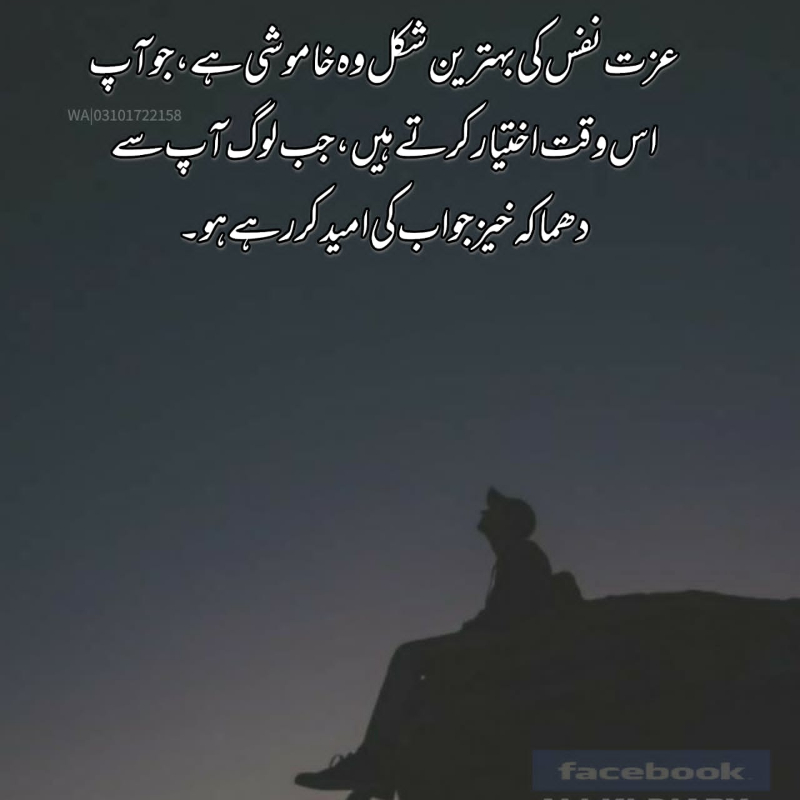 عزت نفس کی بہترین شکل وہ خاموشی ہے ، جو آپ
WA|03101722158
اس وقت اختیار کرتے ہیں ، جب لوگ آپ سے
دھماکہ خیز جواب کی امید کر رہے ہو ۔
facebook